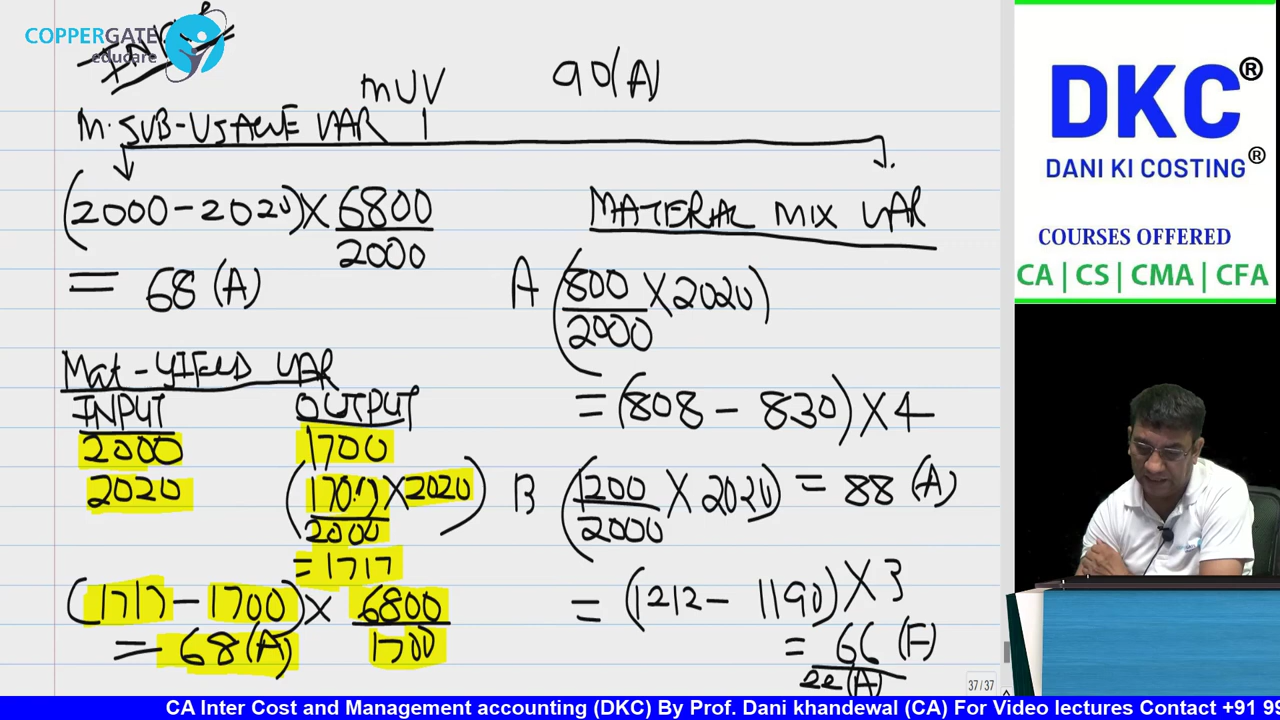 COPPERGATE
educare
MUV
90(A)
M. SUB-USAGE VAR
(2000-2020) X 6800
2000
= 68 (A)
MATERIAL MIX VAR
A (800
2000 X 2020)
= (808 - 830) X 4
= 88 (A)
B (1200
2000 X 2020)
= (1212 - 1190) X 3
= 66 (F)
22 (A)
Mat - YIELD VAR
INPUT OUTPUT
2000 1700
2020 (1700 X 2020)
2000
= 1717
(1717 - 1700) X 6800
1700
= 68 (A)
37/37
DKC®
DANI KI COSTING®
COURSES OFFERED
CA | CS | CMA | CFA
CA Inter Cost and Management accounting (DKC) By Prof. Dani khandewal (CA) For Video lectures Contact +91 9